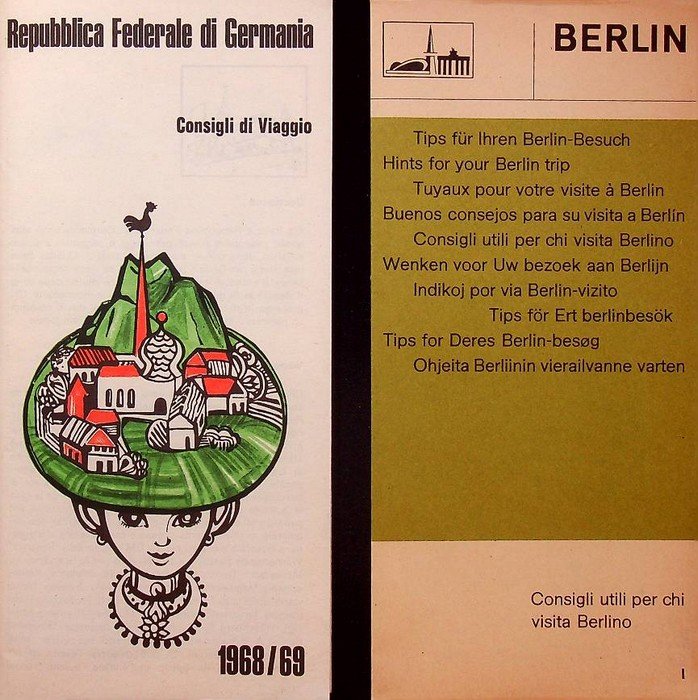 Repubblica Federale di Germania
Consigli di Viaggio
1968/69
BERLIN
Tips für Ihren Berlin-Besuch
Hints for your Berlin trip
Tuyaux pour votre visite à Berlin
Buenos consejos para su visita a Berlín
Consigli utili per chi visita Berlino
Wenken voor Uw bezoek aan Berlijn
Indikoj por via Berlin-vizito
Tips för Ert berlinbesök
Tips for Deres Berlin-besøg
Ohjeita Berliinin vierailvanne varten
Consigli utili per chi
visita Berlino
I